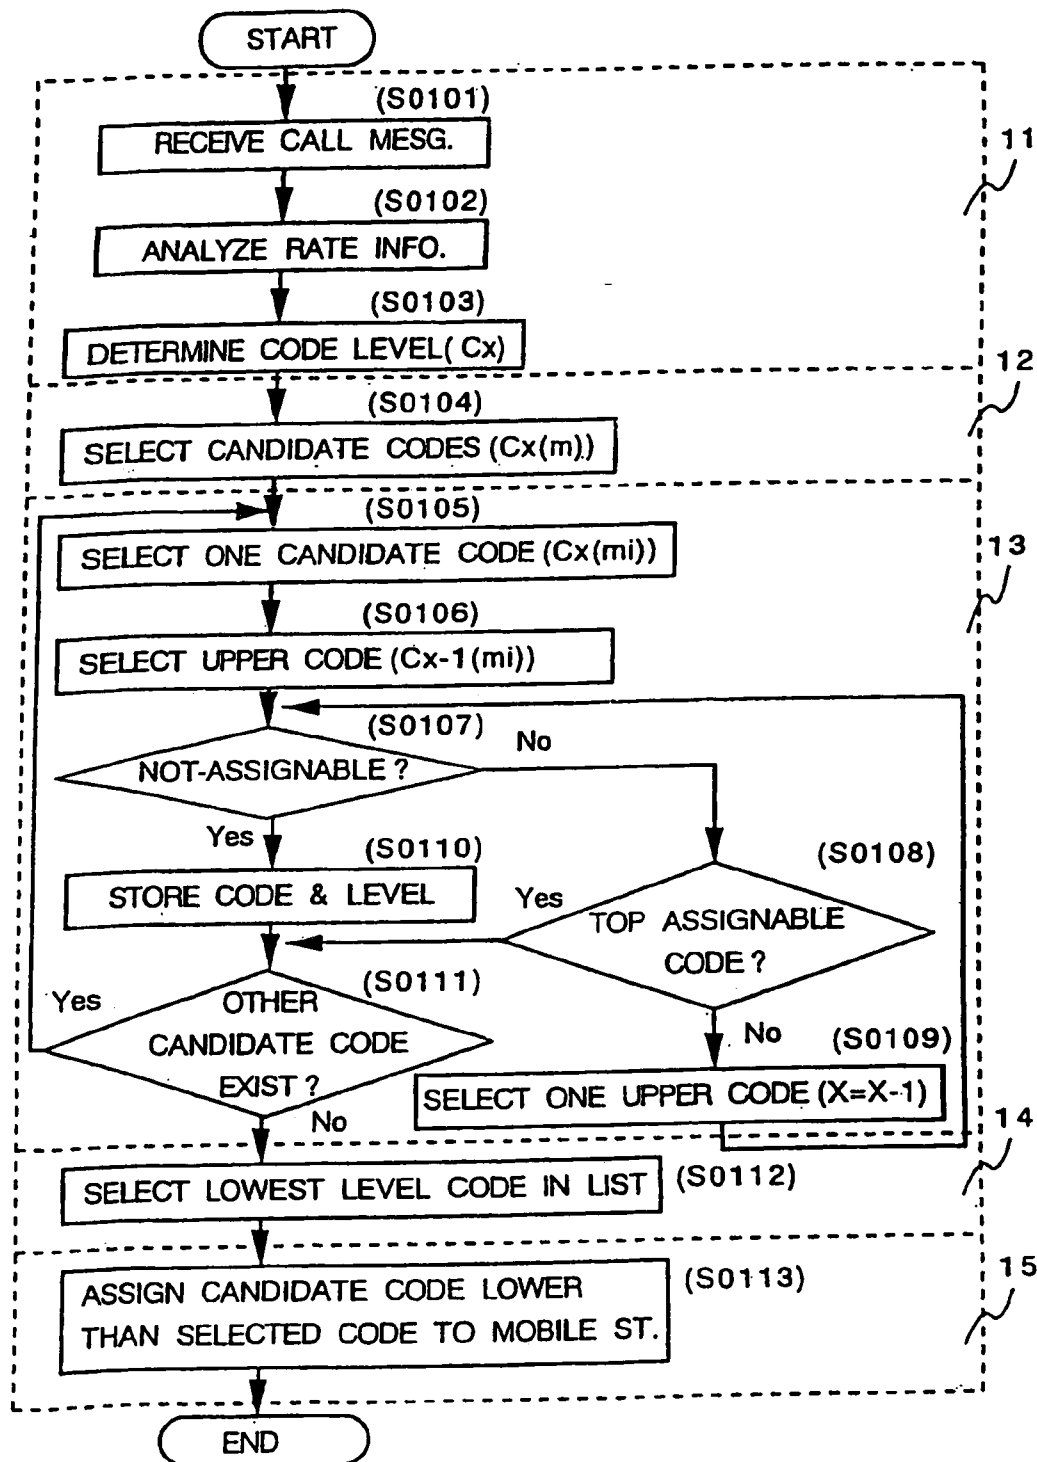 START
(S0101)
RECEIVE CALL MESG.
11
(S0102)
ANALYZE RATE INFO.
(S0103)
DETERMINE CODE LEVEL( Cx)
12
(S0104)
SELECT CANDIDATE CODES (Cx(m))
(S0105)
SELECT ONE CANDIDATE CODE (Cx(mi))
13
(S0106)
SELECT UPPER CODE (Cx-1(mi))
(S0107)
NOT-ASSIGNABLE ?
No
Yes
(S0110)
STORE CODE & LEVEL
(S0108)
Yes
TOP ASSIGNABLE
CODE ?
(S0111)
Yes
OTHER
CANDIDATE CODE
EXIST ?
No
No
(S0109)
SELECT ONE UPPER CODE (X=X-1)
14
SELECT LOWEST LEVEL CODE IN LIST
(S0112)
15
ASSIGN CANDIDATE CODE LOWER
THAN SELECTED CODE TO MOBILE ST.
(S0113)
END